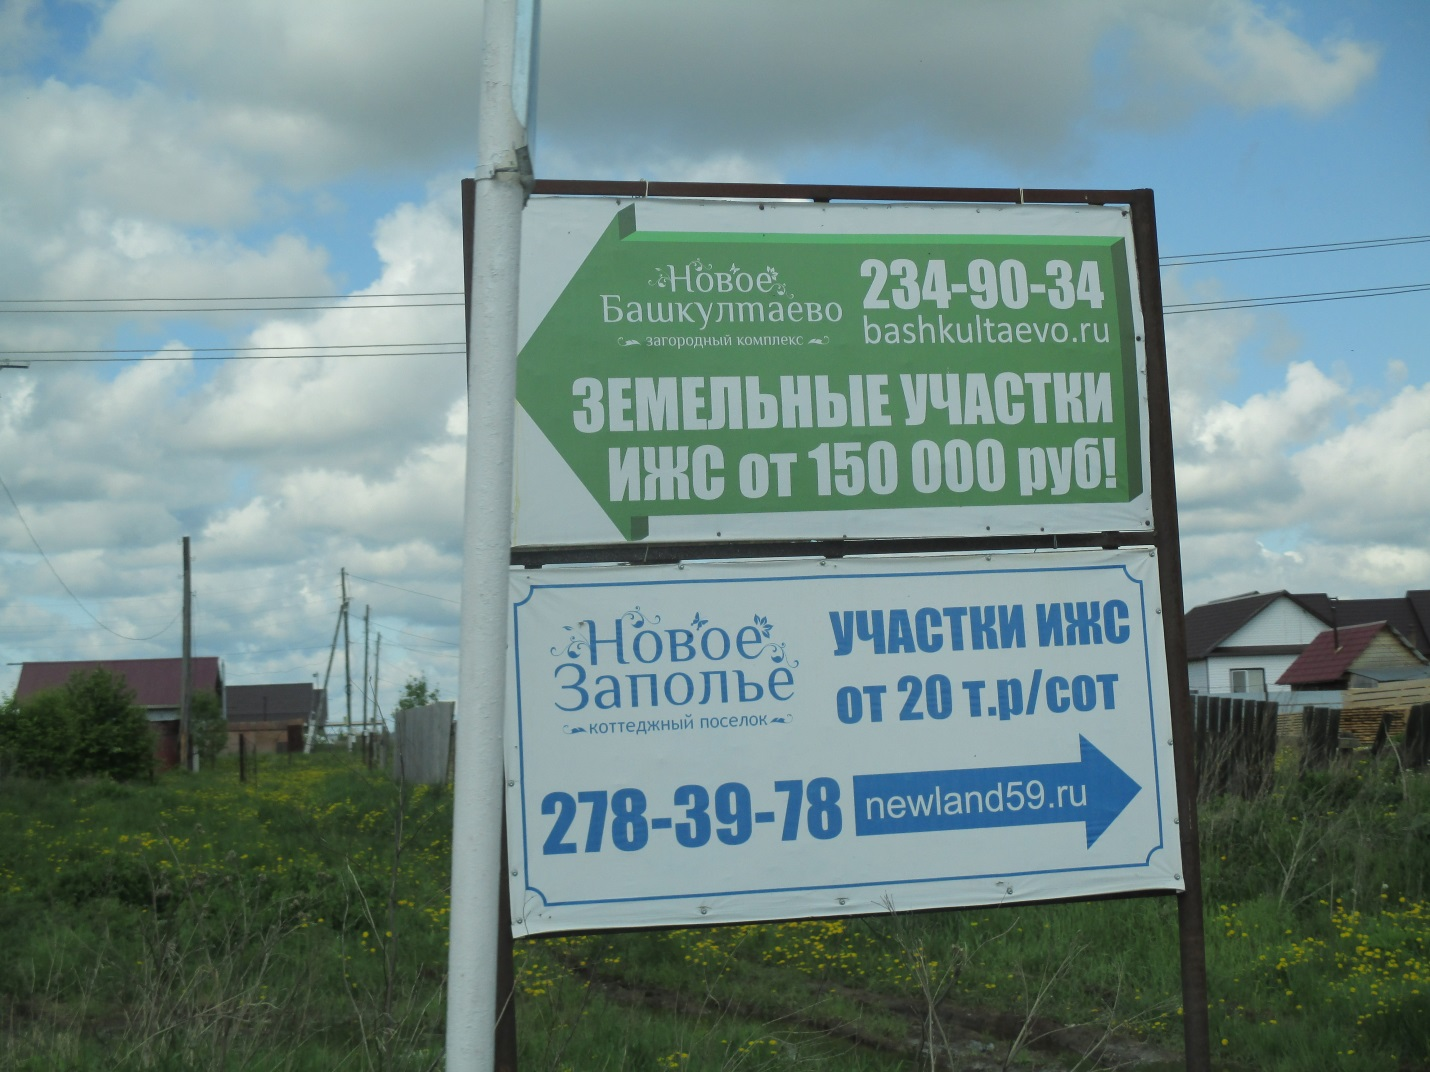 Новое
Башкултаево
загородный комплекс
234-90-34
bashkultaevo.ru
ЗЕМЕЛЬНЫЕ УЧАСТКИ
ИЖС от 150 000 руб!
Новое
Заполье
коттеджный поселок
УЧАСТКИ ИЖС
от 20 т.р/сот
278-39-78
newland59.ru